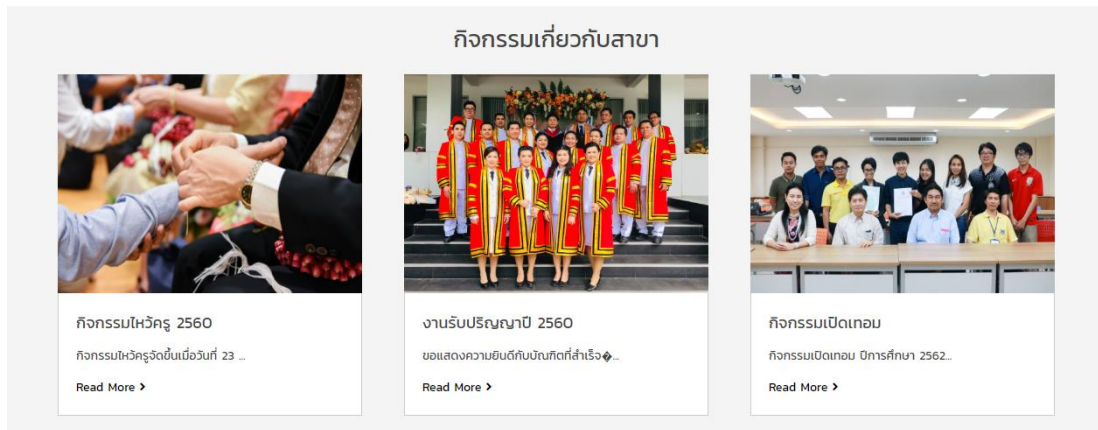 กิจกรรมเกี่ยวกับสาขา
กิจกรรมไหว้ครู 2560
กิจกรรมไหว้ครูจัดขึ้นเมื่อวันที่ 23 ...
Read More >
งานรับปริญญาปี 2560
ขอแสดงความยินดีกับบัณฑิตที่สำเร็จ�...
Read More >
กิจกรรมเปิดเทอม
กิจกรรมเปิดเทอม ปีการศึกษา 2562...
Read More >